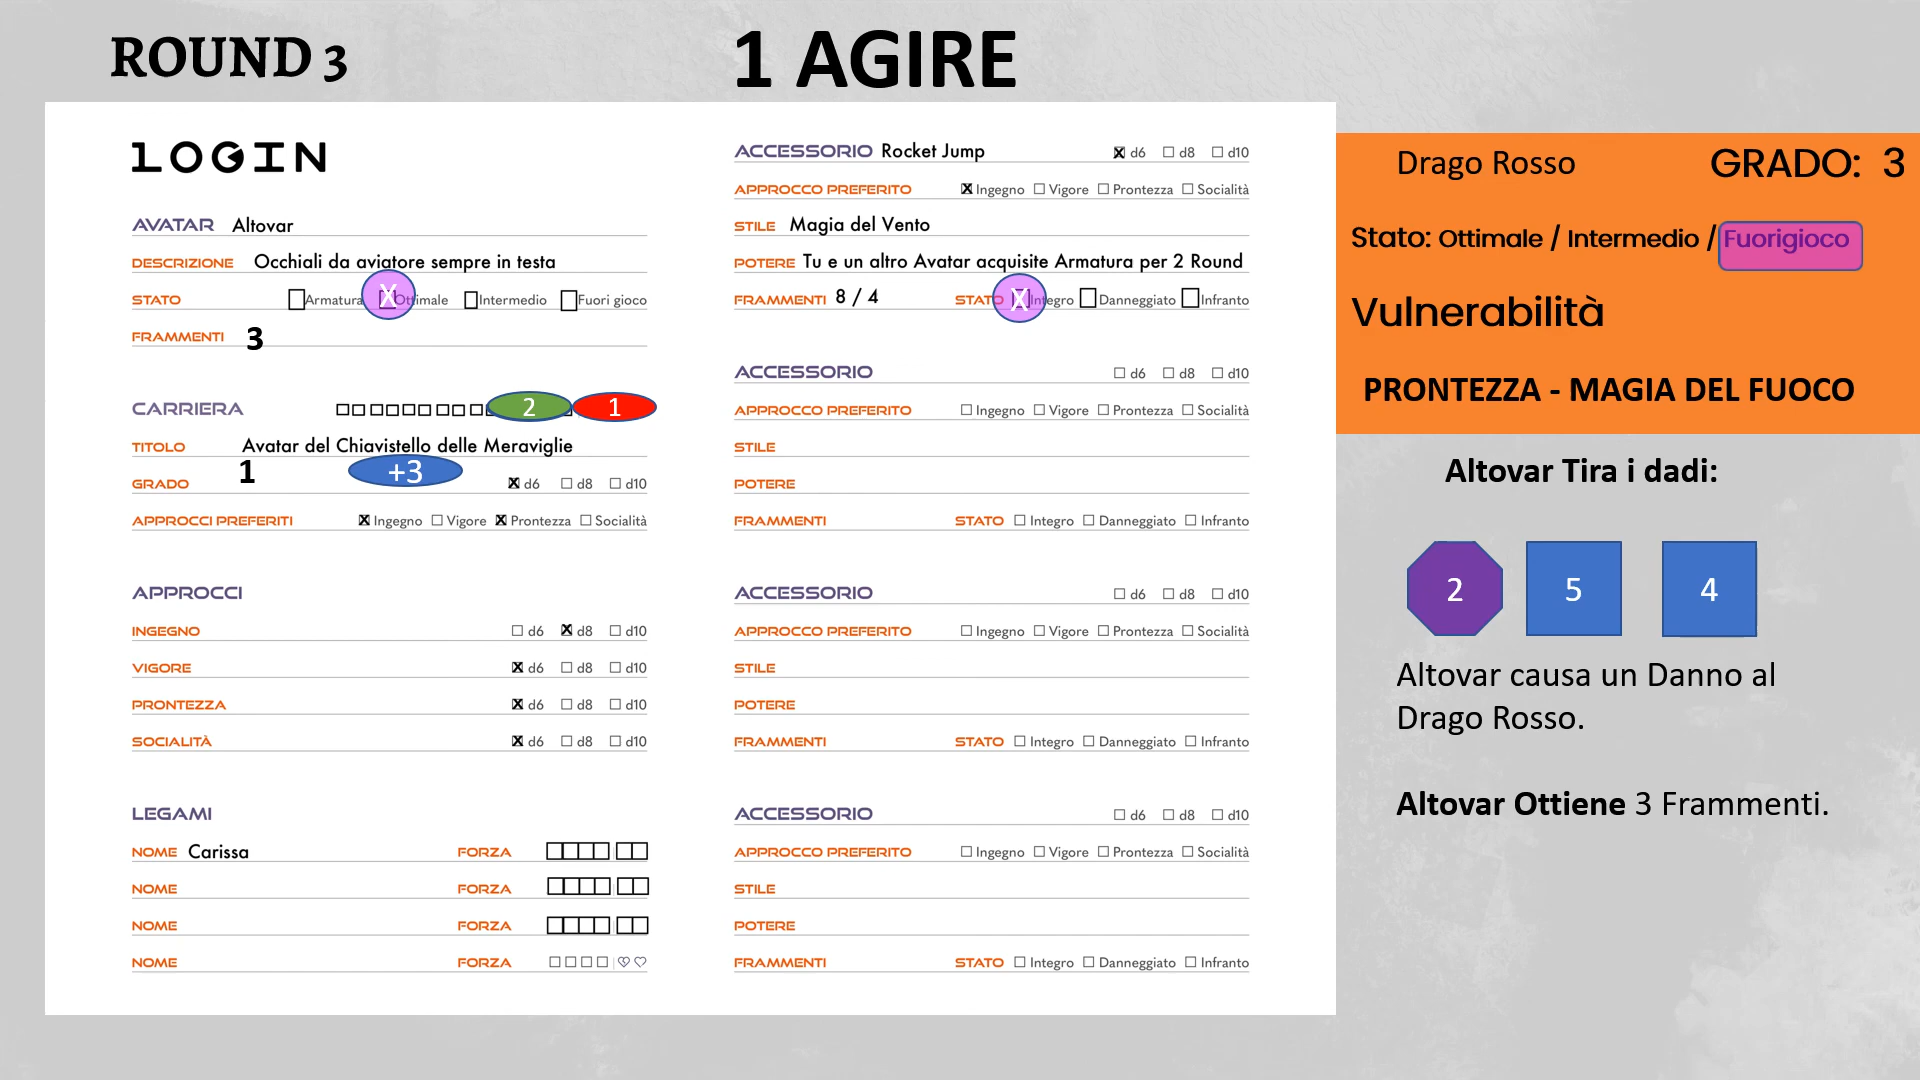 ROUND 3
1 AGIRE
LOGIN
AVATAR Altovar
DESCRIZIONE Occhiali da aviatore sempre in testa
STATO Armatura X Ottimale Intermedio Fuori gioco
FRAMMENTI 3
CARRIERA 2 1
TITOLO Avatar del Chiavistello delle Meraviglie
GRADO 1 +3 X d6 d8 d10
APPROCCI PREFERITI X Ingegno Vigore X Prontezza Socialità
APPROCCI
INGEGNO d6 X d8 d10
VIGORE X d6 d8 d10
PRONTEZZA X d6 d8 d10
SOCIALITÀ X d6 d8 d10
LEGAMI
NOME Carissa FORZA
NOME FORZA
NOME FORZA
NOME FORZA
ACCESSORIO Rocket Jump X d6 d8 d10
APPROCCO PREFERITO X Ingegno Vigore Prontezza Socialità
STILE Magia del Vento
POTERE Tu e un altro Avatar acquisite Armatura per 2 Round
FRAMMENTI 8 / 4 STATO X Integro Danneggiato Infranto
ACCESSORIO d6 d8 d10
APPROCCO PREFERITO Ingegno Vigore Prontezza Socialità
STILE
POTERE
FRAMMENTI STATO Integro Danneggiato Infranto
ACCESSORIO d6 d8 d10
APPROCCO PREFERITO Ingegno Vigore Prontezza Socialità
STILE
POTERE
FRAMMENTI STATO Integro Danneggiato Infranto
ACCESSORIO d6 d8 d10
APPROCCO PREFERITO Ingegno Vigore Prontezza Socialità
STILE
POTERE
FRAMMENTI STATO Integro Danneggiato Infranto
Drago Rosso GRADO: 3
Stato: Ottimale / Intermedio / Fuorigioco
Vulnerabilità
PRONTEZZA - MAGIA DEL FUOCO
Altovar Tira i dadi:
2 5 4
Altovar causa un Danno al
Drago Rosso.
Altovar Ottiene 3 Frammenti.